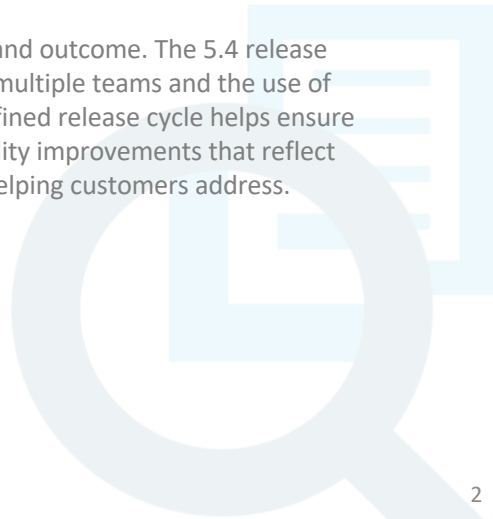 and outcome. The 5.4 release
multiple teams and the use of
fined release cycle helps ensure
lity improvements that reflect
elping customers address.
2